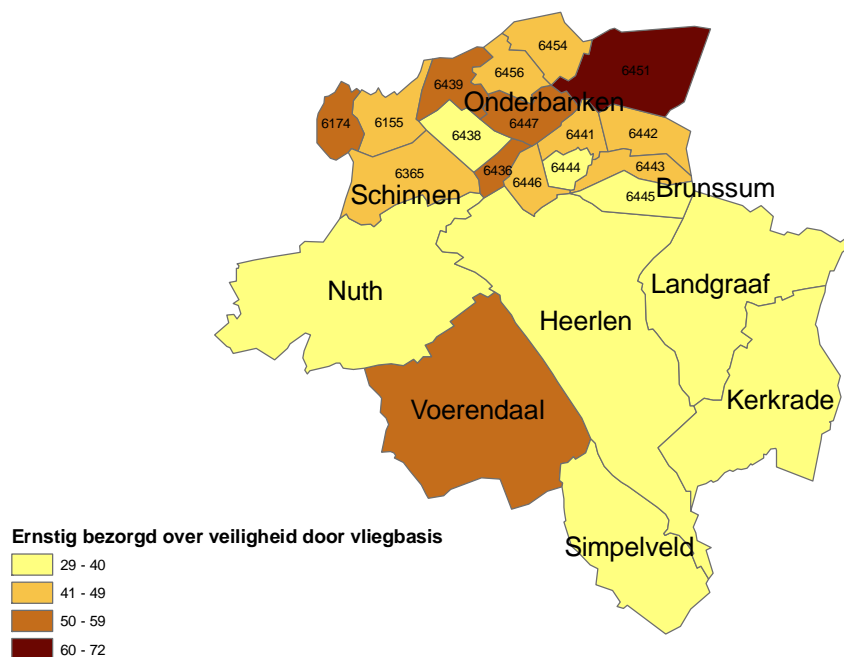 6454
6456
6451
6439
Onderbanken
6174
6155
6447
6438
6441
6442
6436
6444
6443
6365
6446
Schinnen
Brunssum
6445
Nuth
Landgraaf
Heerlen
Voerendaal
Kerkrade
Simpelveld
Ernstig bezorgd over veiligheid door vliegbasis
29 - 40
41 - 49
50 - 59
60 - 72